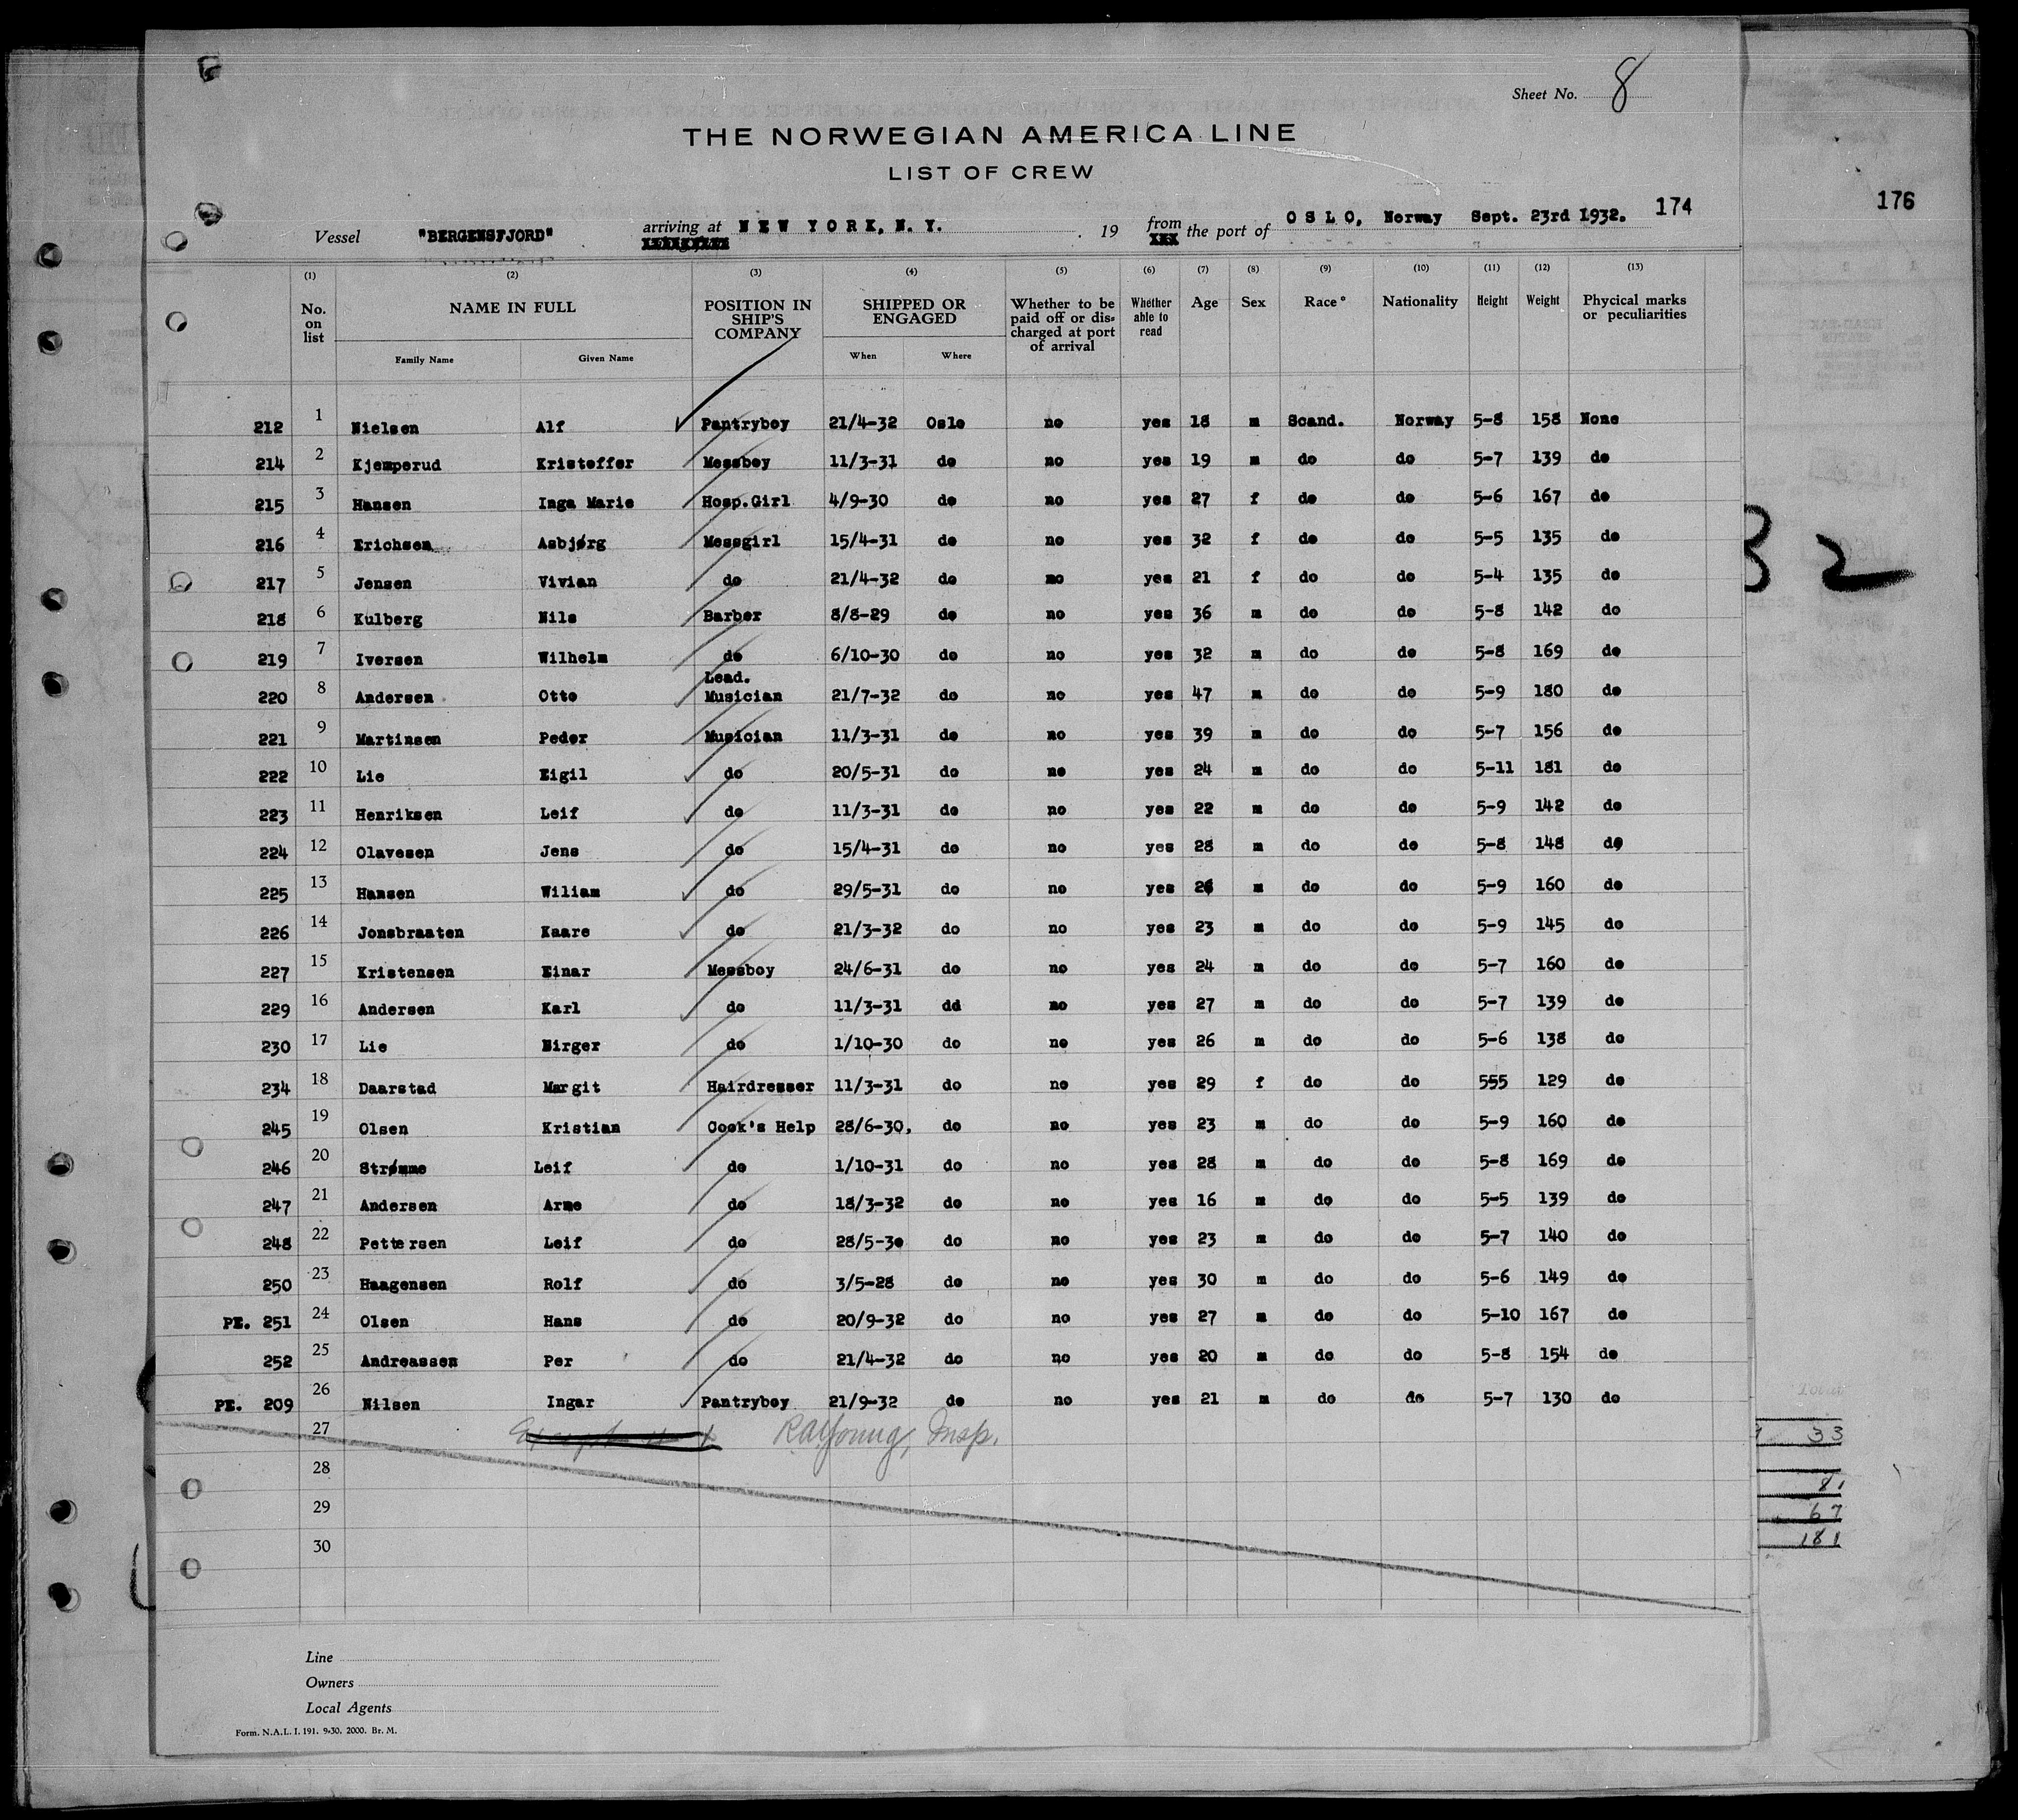 Sheet No. 8
THE NORWEGIAN AMERICA LINE
LIST OF CREW
174
176
Vessel "BERGENSFJORD" arriving at NEW YORK, N. Y. 19 from the port of OSLO, Norway Sept. 23rd 1932.
(1) (2) (3) (4) (5) (6) (7) (8) (9) (10) (11) (12) (13)
No. on list NAME IN FULL POSITION IN SHIP'S COMPANY SHIPPED OR ENGAGED Whether to be paid off or discharged at port of arrival Whether able to read Age Sex Race* Nationality Height Weight Phycical marks or peculiarities
Family Name Given Name When Where
212 1 Nielsen Alf Pantryboy 21/4-32 Oslo no yes 18 m Scand. Norway 5-8 158 None
214 2 Kjemperud Kristoffer Messboy 11/3-31 do no yes 19 m do do 5-7 139 do
215 3 Hansen Inga Marie Hosp.Girl 4/9-30 do no yes 27 f do do 5-6 167 do
216 4 Erichsen Asbjørg Messgirl 15/4-31 do no yes 32 f do do 5-5 135 do
217 5 Jensen Vivian do 21/4-32 do no yes 21 f do do 5-4 135 do
218 6 Kulberg Nils Barber 8/8-29 do no yes 36 m do do 5-8 142 do
219 7 Iversen Wilhelm do 6/10-30 do no yes 32 m do do 5-8 169 do
220 8 Andersen Otto Lead. Musician 21/7-32 do no yes 47 m do do 5-9 180 do
221 9 Martinsen Peder Musician 11/3-31 do no yes 39 m do do 5-7 156 do
222 10 Lie Eigil do 20/5-31 do no yes 24 m do do 5-11 181 do
223 11 Henriksen Leif do 11/3-31 do no yes 22 m do do 5-9 142 do
224 12 Olavesen Jens do 15/4-31 do no yes 28 m do do 5-8 148 do
225 13 Hansen Wiliam do 29/5-31 do no yes 26 m do do 5-9 160 do
226 14 Jonsbraaten Kaare do 21/3-32 do no yes 23 m do do 5-9 145 do
227 15 Kristensen Einar Messboy 24/6-31 do no yes 24 m do do 5-7 160 do
229 16 Andersen Karl do 11/3-31 dd no yes 27 m do do 5-7 139 do
230 17 Lie Birger do 1/10-30 do no yes 26 m do do 5-6 138 do
234 18 Daarstad Margit Hairdresser 11/3-31 do no yes 29 f do do 555 129 do
245 19 Olsen Kristian Cook's Help 28/6-30, do no yes 23 m do do 5-9 160 do
246 20 Strømme Leif do 1/10-31 do no yes 28 m do do 5-8 169 do
247 21 Andersen Arne do 18/3-32 do no yes 16 m do do 5-5 139 do
248 22 Pettersen Leif do 28/5-30 do no yes 23 m do do 5-7 140 do
250 23 Haagensen Rolf do 3/5-28 do no yes 30 m do do 5-6 149 do
PE. 251 24 Olsen Hans do 20/9-32 do no yes 27 m do do 5-10 167 do
252 25 Andreassen Per do 21/4-32 do no yes 20 m do do 5-8 154 do
PE. 209 26 Nilsen Ingar Pantryboy 21/9-32 do no yes 21 m do do 5-7 130 do
27 RAYoung, Insp.
28
29
30
Line
Owners
Local Agents
Form. N.A.L. I. 191. 9-30. 2000. Br. M.
32
33
81
67
181